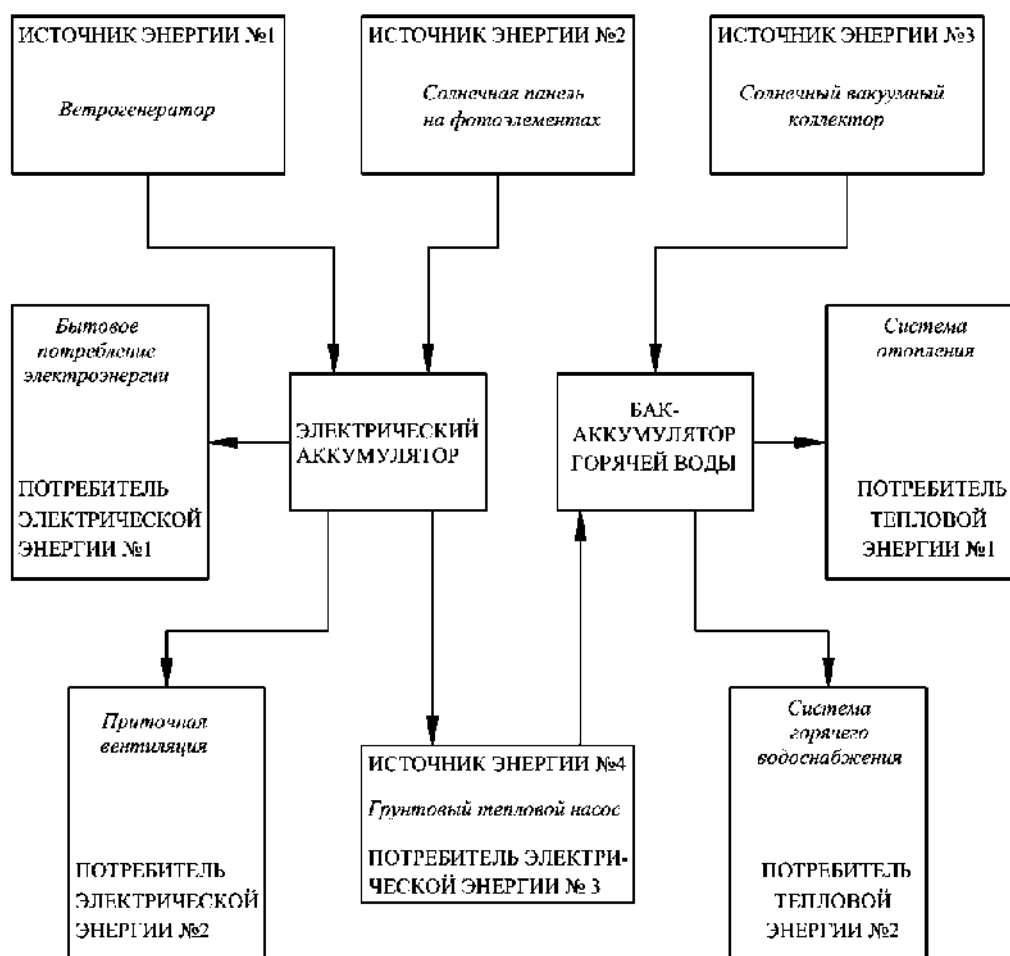 ИСТОЧНИК ЭНЕРГИИ №1
Ветрогенератор
ИСТОЧНИК ЭНЕРГИИ №2
Солнечная панель
на фотоэлементах
ИСТОЧНИК ЭНЕРГИИ №3
Солнечный вакуумный
коллектор
Бытовое
потребление
электроэнергии
ПОТРЕБИТЕЛЬ
ЭЛЕКТРИЧЕСКОЙ
ЭНЕРГИИ №1
ЭЛЕКТРИЧЕСКИЙ
АККУМУЛЯТОР
БАК-
АККУМУЛЯТОР
ГОРЯЧЕЙ ВОДЫ
Система
отопления
ПОТРЕБИТЕЛЬ
ТЕПЛОВОЙ
ЭНЕРГИИ №1
Приточная
вентиляция
ПОТРЕБИТЕЛЬ
ЭЛЕКТРИЧЕСКОЙ
ЭНЕРГИИ №2
ИСТОЧНИК ЭНЕРГИИ №4
Грунтовый тепловой насос
ПОТРЕБИТЕЛЬ ЭЛЕКТРИ-
ЧЕСКОЙ ЭНЕРГИИ № 3
Система
горячего
водоснабжения
ПОТРЕБИТЕЛЬ
ТЕПЛОВОЙ
ЭНЕРГИИ №2